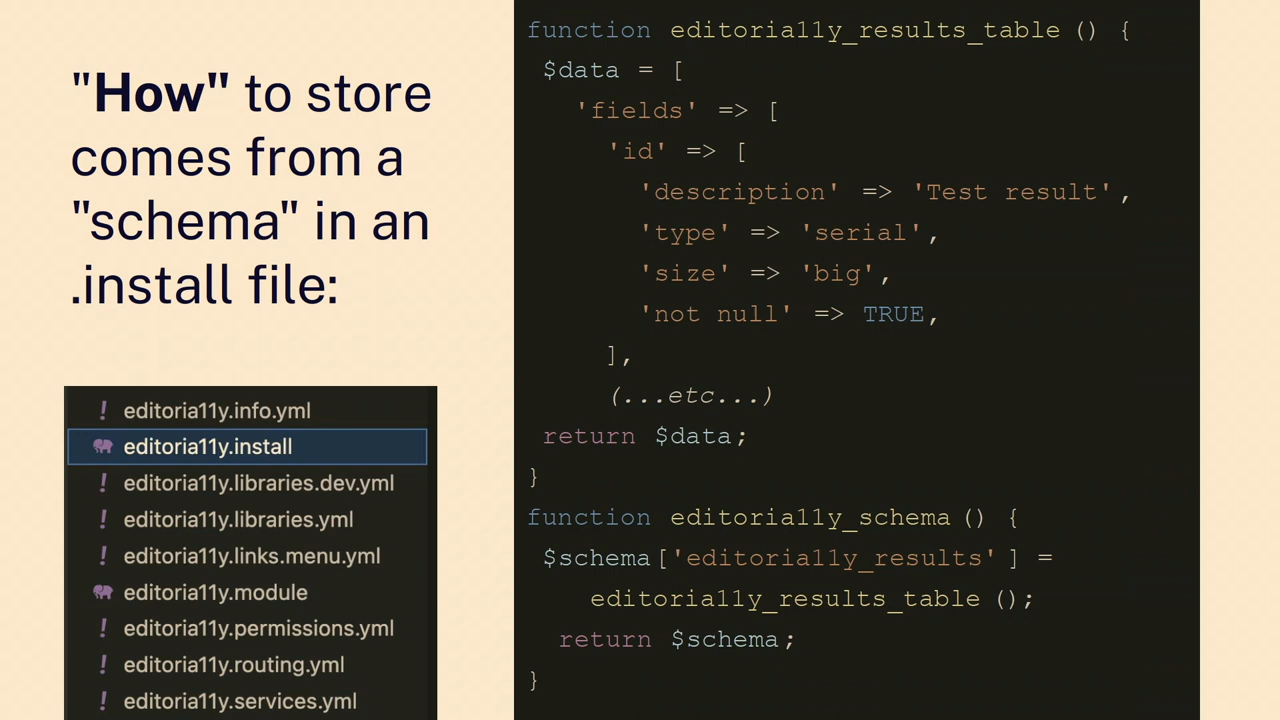 "How" to store
comes from a
"schema" in an
.install file:
editoria11y.info.yml
editoria11y.install
editoria11y.libraries.dev.yml
editoria11y.libraries.yml
editoria11y.links.menu.yml
editoria11y.module
editoria11y.permissions.yml
editoria11y.routing.yml
editoria11y.services.yml
function editoria11y_results_table () {
$data = [
'fields' => [
'id' => [
'description' => 'Test result',
'type' => 'serial',
'size' => 'big',
'not null' => TRUE,
],
(...etc...)
return $data;
}
function editoria11y_schema () {
$schema['editoria11y_results' ] =
editoria11y_results_table ();
return $schema;
}